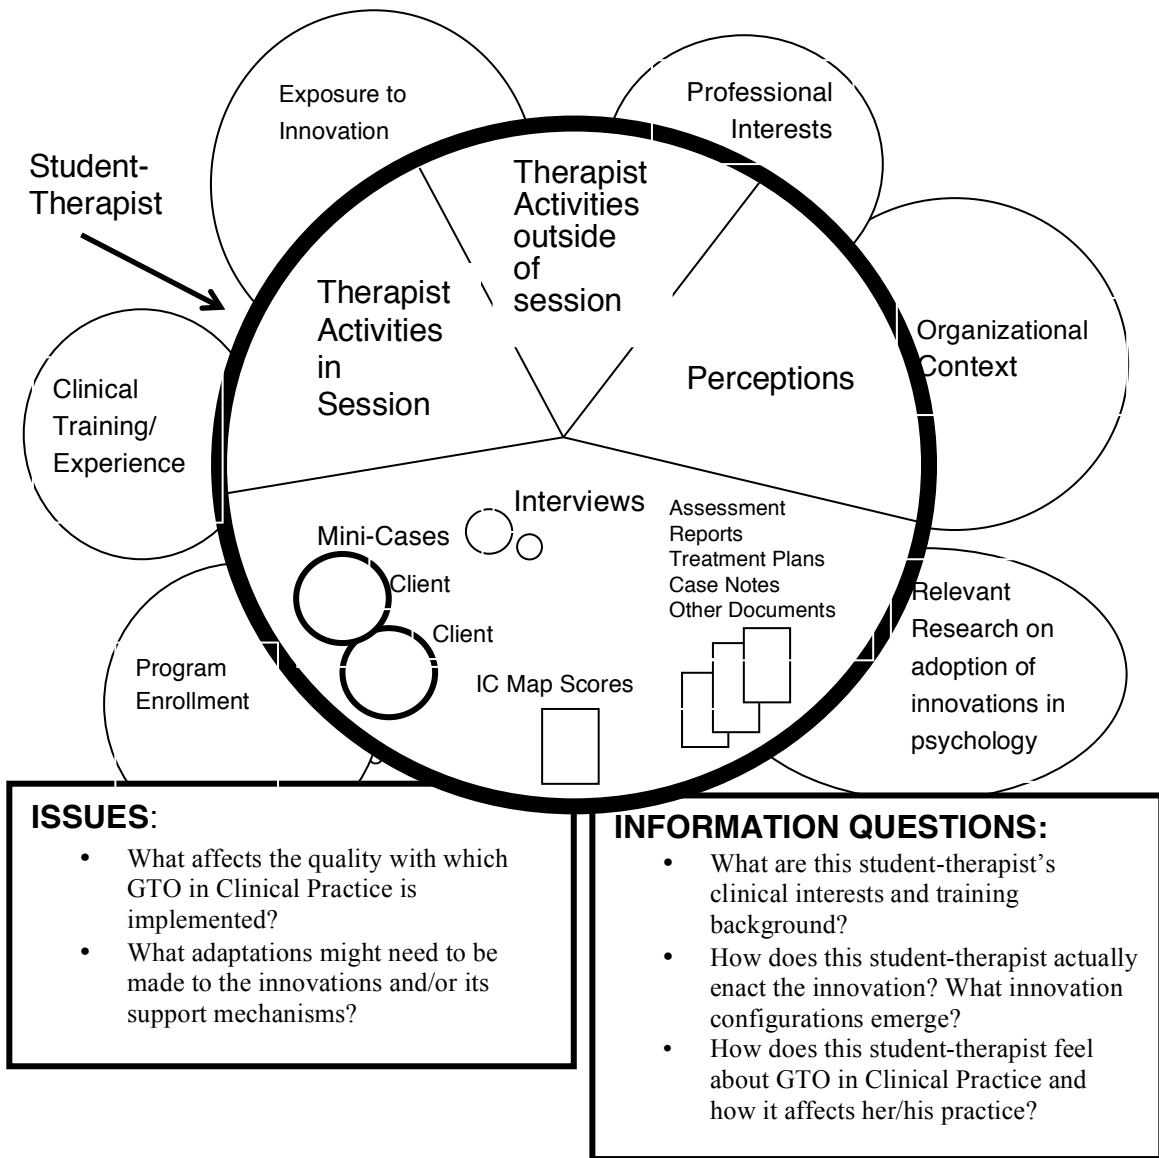 Exposure to
Innovation
Professional
Interests
Student-
Therapist
Therapist
Activities
outside
of
session
Therapist
Activities
in
Session
Organizational
Context
Perceptions
Clinical
Training/
Experience
Interviews
Mini-Cases
Client
Client
Assessment
Reports
Treatment Plans
Case Notes
Other Documents
IC Map Scores
Program
Enrollment
Relevant
Research on
adoption of
innovations in
psychology
ISSUES:
• What affects the quality with which
GTO in Clinical Practice is
implemented?
• What adaptations might need to be
made to the innovations and/or its
support mechanisms?
INFORMATION QUESTIONS:
• What are this student-therapist’s
clinical interests and training
background?
• How does this student-therapist actually
enact the innovation? What innovation
configurations emerge?
• How does this student-therapist feel
about GTO in Clinical Practice and
how it affects her/his practice?